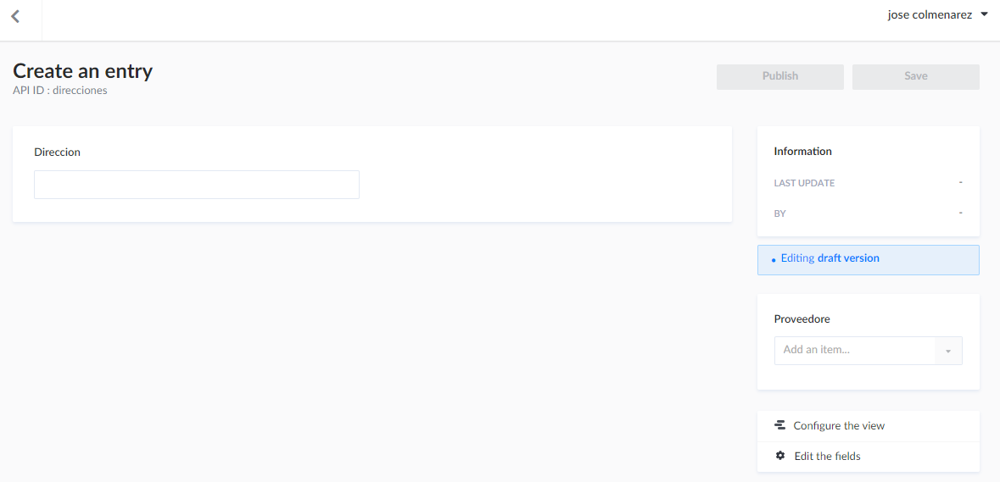 jose colmenarez
Create an entry
API ID : direcciones
Publish
Save
Direccion
Information
LAST UPDATE -
BY -
Editing draft version
Proveedore
Add an item...
Configure the view
Edit the fields